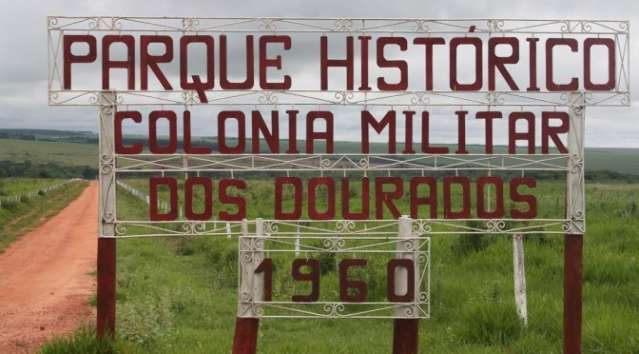 PARQUE HISTÓRICO
COLONIA MILITAR
DOS DOURADOS
1960